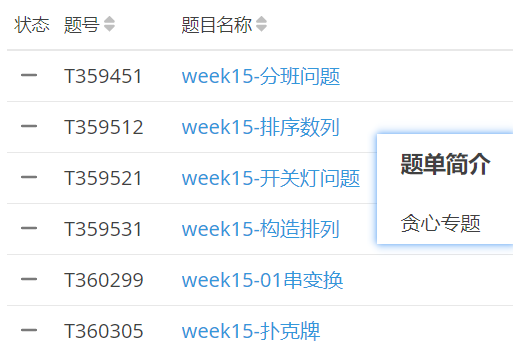 状态 题号 题目名称
T359451 week15-分班问题
T359512 week15-排序数列
T359521 week15-开关灯问题
T359531 week15-构造排列
T360299 week15-01串变换
T360305 week15-扑克牌
题单简介
贪心专题